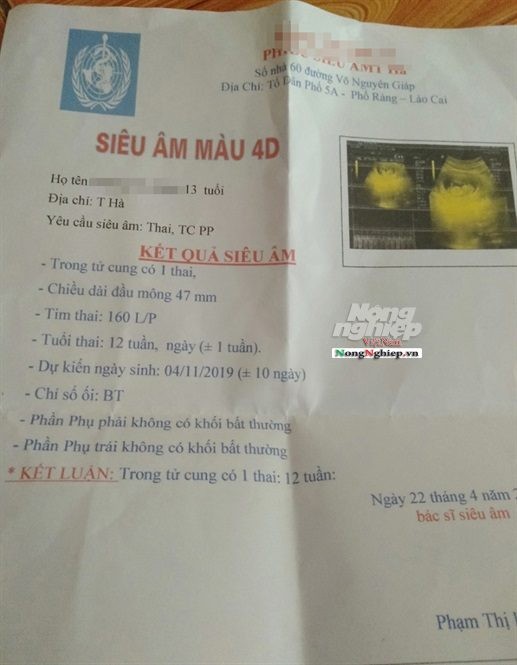 SIÊU ÂM
Số nhà 60 đường Võ Nguyên Giáp
Địa Chỉ: Tổ Dân Phố 5A - Phố Ràng – Lào Cai
SIÊU ÂM MÀU 4D
Họ tên 13 tuổi
Địa chỉ: T Hà
Yêu cầu siêu âm: Thai, TC PP
KẾT QUẢ SIÊU ÂM
- Trong tử cung có 1 thai,
- Chiều dài đầu mông 47 mm
- Tim thai: 160 L/P
- Tuổi thai: 12 tuần, ngày (± 1 tuần).
- Dự kiến ngày sinh: 04/11/2019 (± 10 ngày)
- Chỉ số ối: BT
- Phần Phụ phải không có khối bất thường
- Phần Phụ trái không có khối bất thường
* KẾT LUẬN: Trong tử cung có 1 thai: 12 tuần:
Ngày 22 tháng 4 năm 2
bác sĩ siêu âm
Phạm Thị
Nông nghiệp
Việt Nam
NongNghiep.vn